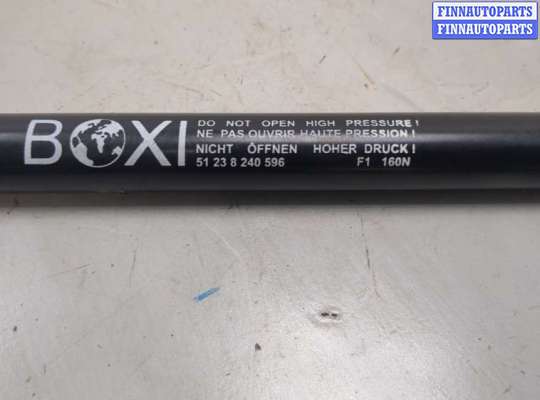 FINNAUTOPARTS
FINNAUTOPARTS
BOXI
DO NOT OPEN HIGH PRESSURE!
NE PAS OUVRIR HAUTE PRESSION!
NICHT ÖFFNEN HOHER DRUCK!
51 23 8 240 596 F1 160N